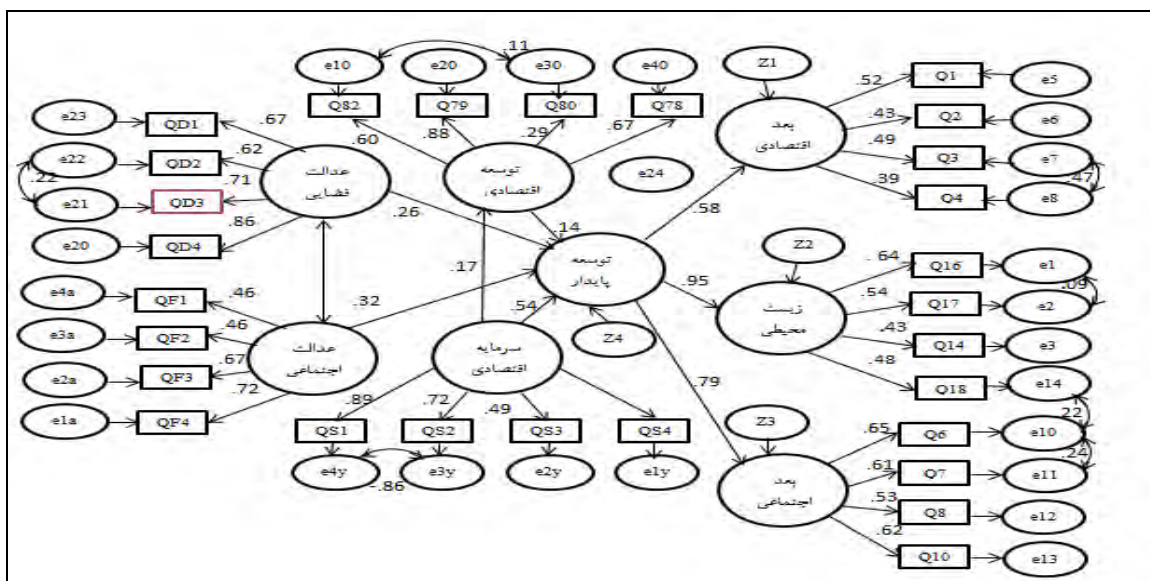 .11
e10
e20
e30
e40
Z1
Q82
Q79
Q80
Q78
.52
Q1
e5
e23
QD1
.67
.60
.88
.29
.67
بعد
اقتصادی
.43
Q2
e6
e22
QD2
.62
عدالت
فضایی
توسعه
اقتصادی
e24
.49
Q3
e7
.22
.71
.47
e21
QD3
.39
Q4
e8
.86
.26
.14
.58
e20
QD4
توسعه
پایدار
Z2
.64
Q16
e1
.17
.95
.09
e4a
QF1
.46
.32
.54
زیست
محیطی
.54
Q17
e2
e3a
QF2
.46
عدالت
اجتماعی
سرمایه
اقتصادی
Z4
.43
Q14
e3
.67
.48
e2a
QF3
.79
Q18
e14
.72
.89
.72
.49
.22
e1a
QF4
QS1
QS2
QS3
QS4
Z3
.65
Q6
e10
.24
e4y
e3y
e2y
e1y
.61
Q7
e11
-.86
بعد
اجتماعی
.53
Q8
e12
.62
Q10
e13